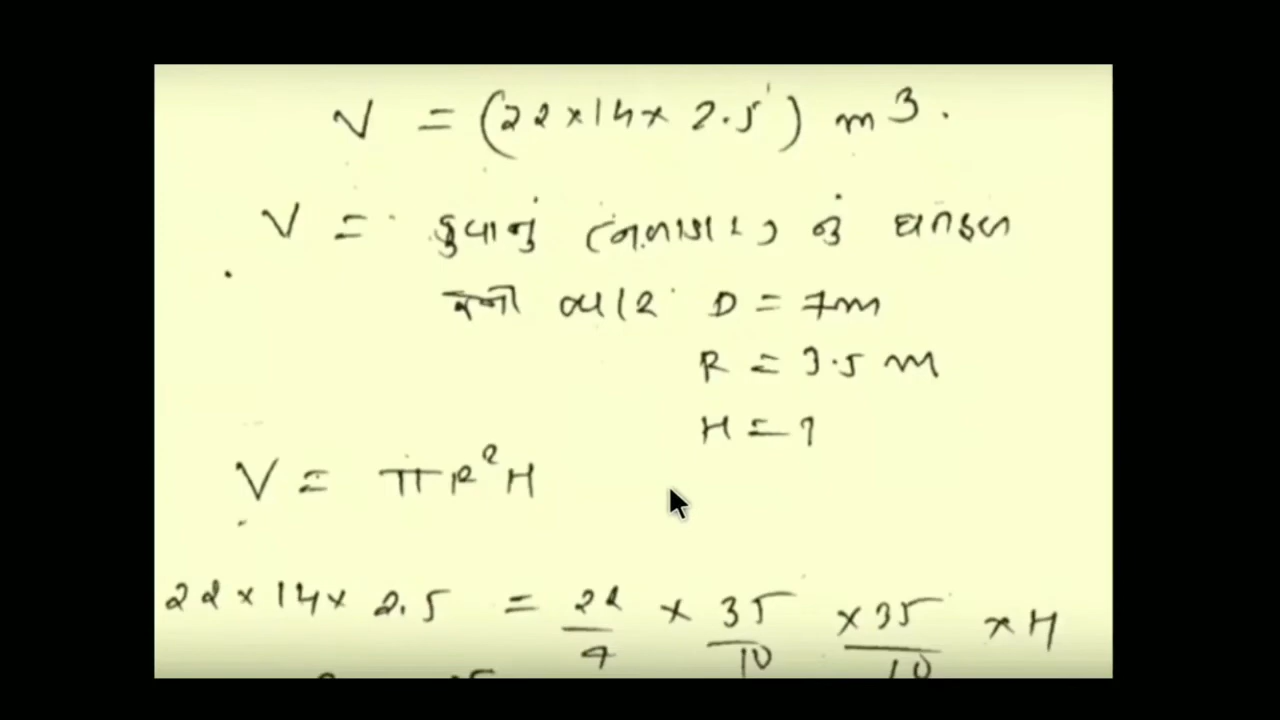 V = (22×14× 2.5) m3.
V = કુવાનું (નળાકાર) નું ઘનફળ
જેનો વ્યાસ D = 7m
R = 3.5 m
H = ?
V = πR²H
22×14× 2.5 = 22/7 × 35/10 × 35/10 × H